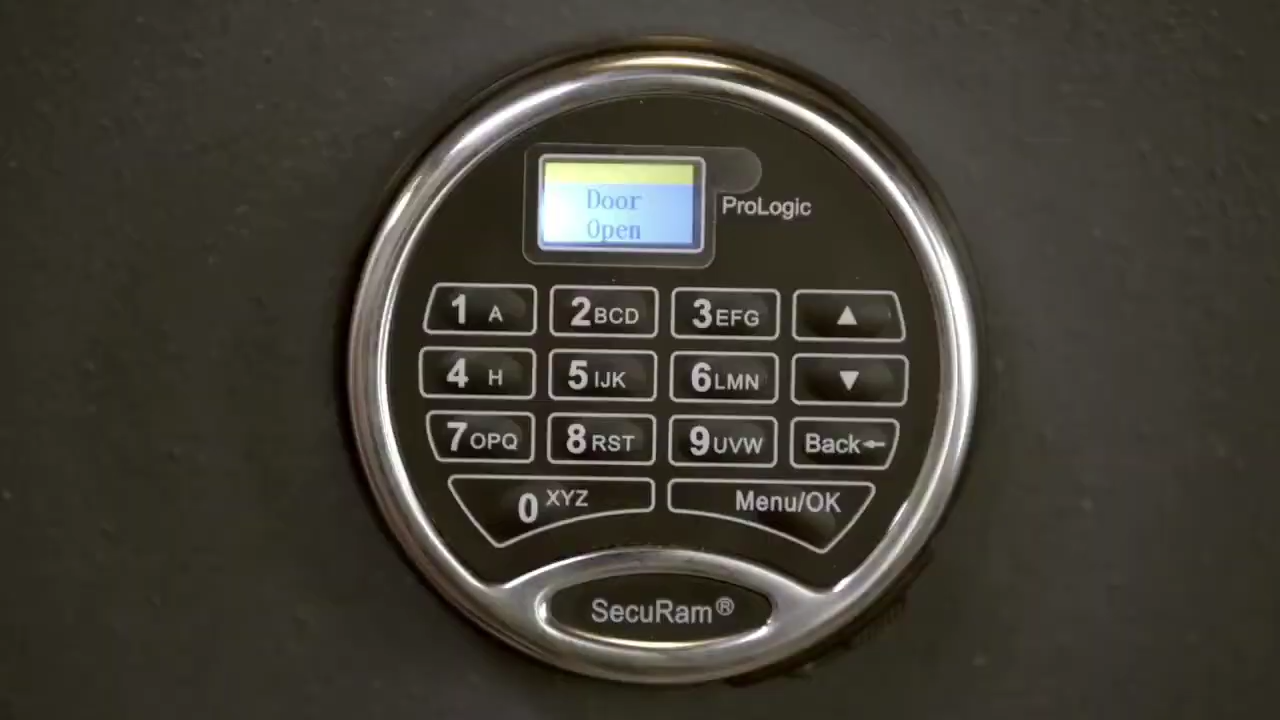 Door
Open
ProLogic
1 A 2 BCD 3 EFG ▲
4 H 5 IJK 6 LMN ▼
7 OPQ 8 RST 9 UVW Back←
0 XYZ Menu/OK
SecuRam®